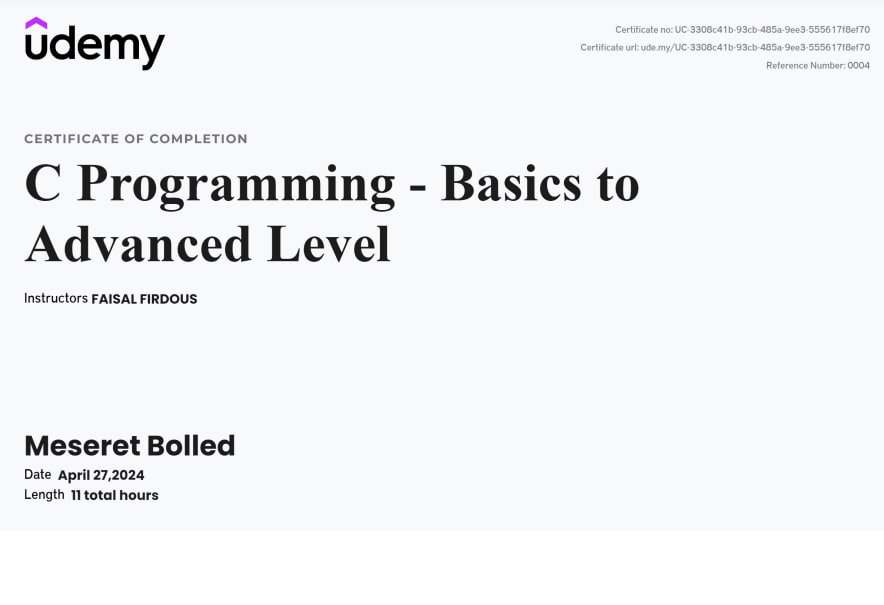 udemy
Certificate no: UC-3308c41b-93cb-485a-9ee3-555617f8ef70
Certificate url: ude.my/UC-3308c41b-93cb-485a-9ee3-555617f8ef70
Reference Number: 0004
CERTIFICATE OF COMPLETION
C Programming - Basics to
Advanced Level
Instructors FAISAL FIRDOUS
Meseret Bolled
Date April 27,2024
Length 11 total hours